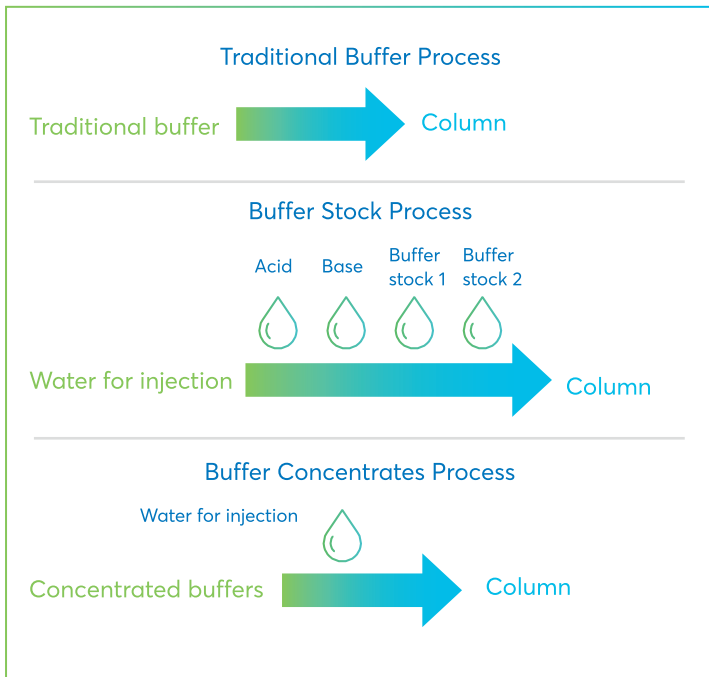 Traditional Buffer Process
Traditional buffer
Column
Buffer Stock Process
Acid
Base
Buffer
stock 1
Buffer
stock 2
Water for injection
Column
Buffer Concentrates Process
Water for injection
Concentrated buffers
Column